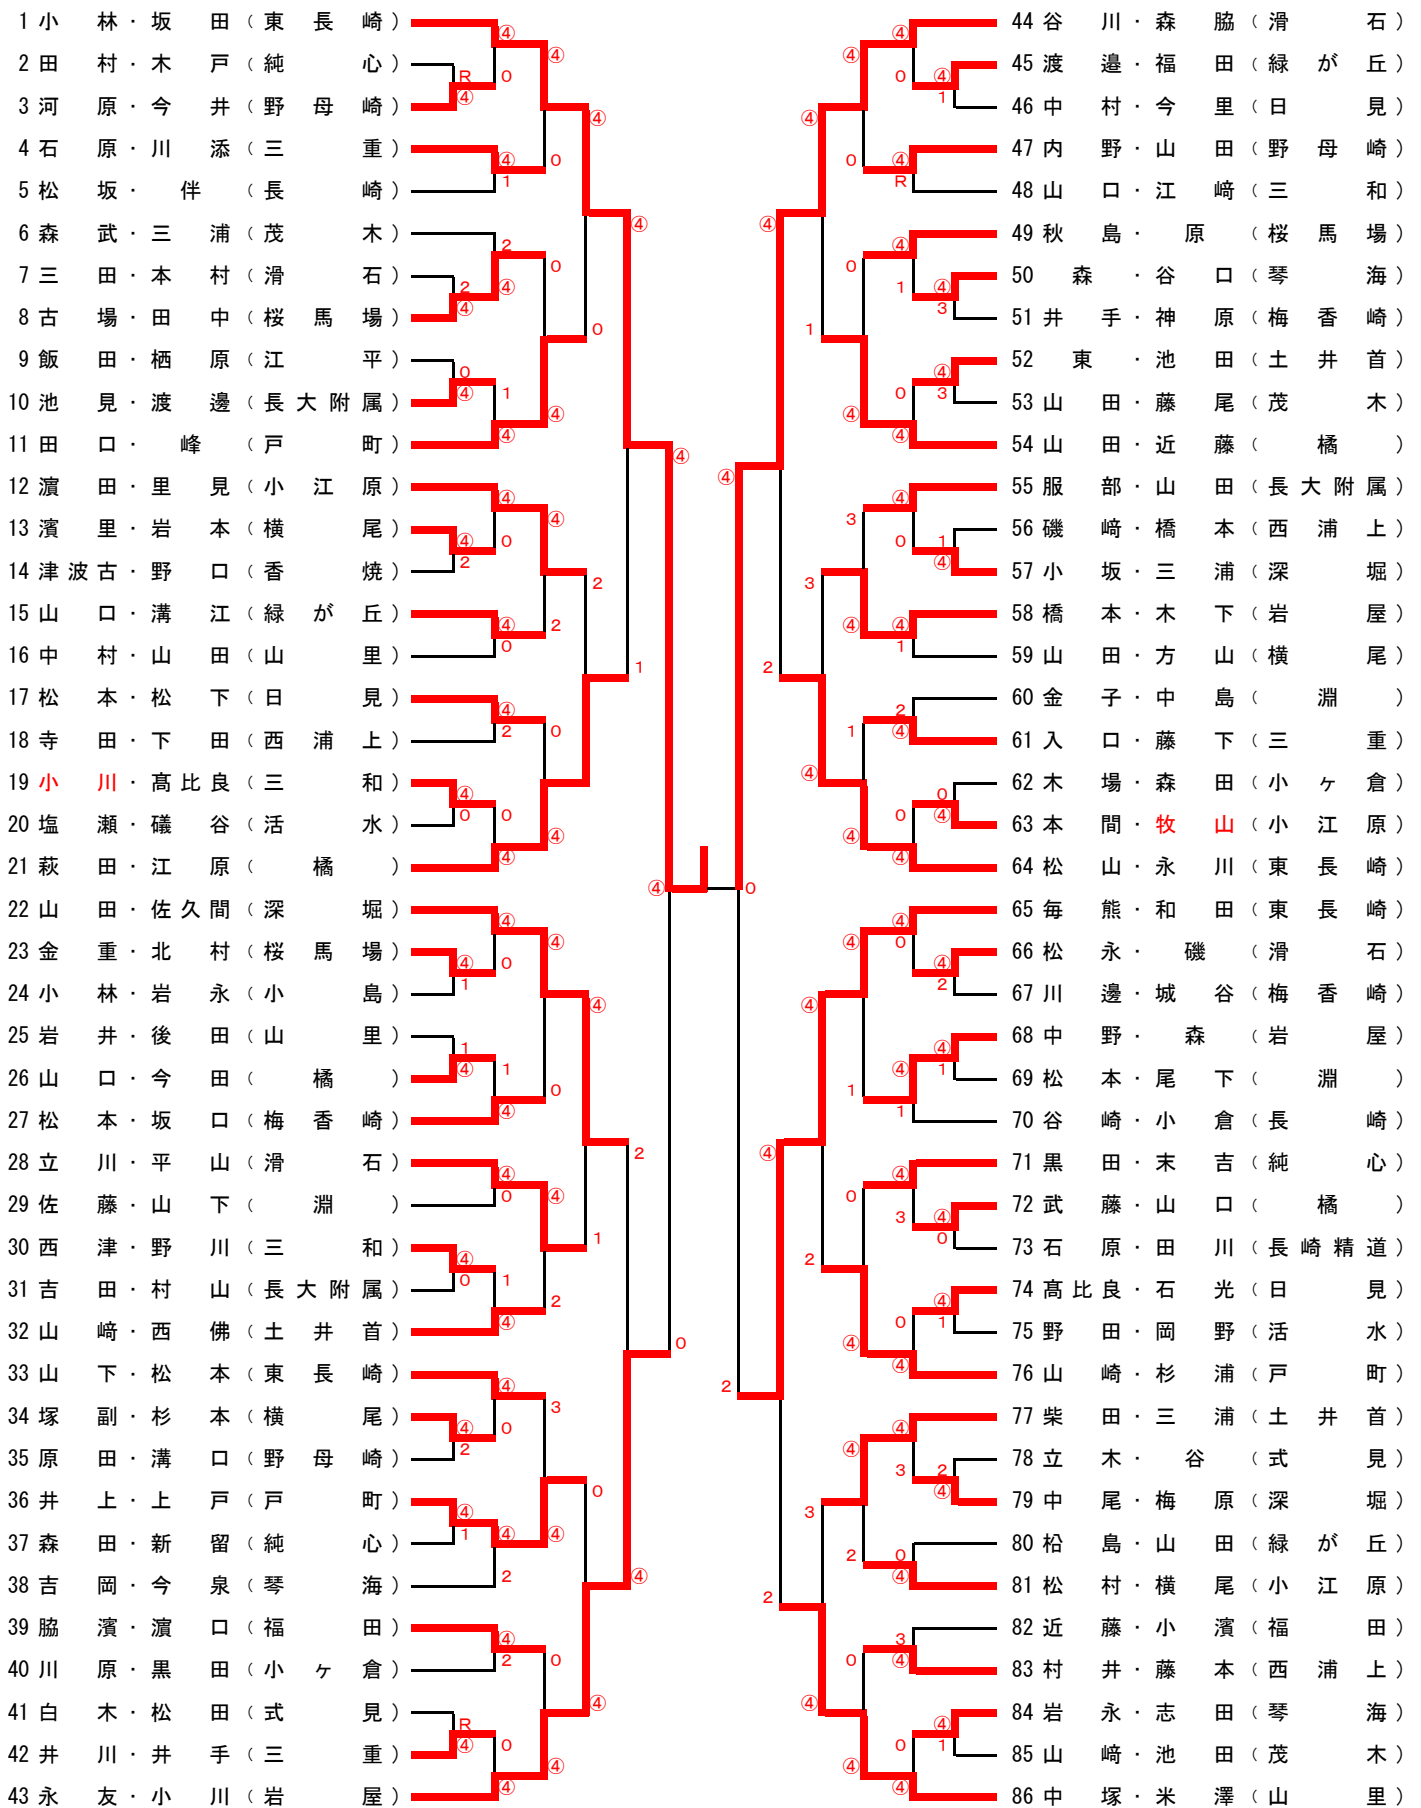 1 小林・坂田（東長崎）
2 田村・木戸（純心）
3 河原・今井（野母崎）
4 石原・川添（三重）
5 松坂・伴（長崎）
6 森武・三浦（茂木）
7 三田・本村（滑石）
8 古場・田中（桜馬場）
9 飯田・栖原（江平）
10 池見・渡邊（長大附属）
11 田口・峰（戸町）
12 濵田・里見（小江原）
13 濱里・岩本（横尾）
14 津波古・野口（香焼）
15 山口・溝江（緑が丘）
16 中村・山田（山里）
17 松本・松下（日見）
18 寺田・下田（西浦上）
19 小川・髙比良（三和）
20 塩瀬・礒谷（活水）
21 萩田・江原（橘）
22 山田・佐久間（深堀）
23 金重・北村（桜馬場）
24 小林・岩永（小島）
25 岩井・後田（山里）
26 山口・今田（橘）
27 松本・坂口（梅香崎）
28 立川・平山（滑石）
29 佐藤・山下（淵）
30 西津・野川（三和）
31 吉田・村山（長大附属）
32 山﨑・西佛（土井首）
33 山下・松本（東長崎）
34 塚副・杉本（横尾）
35 原田・溝口（野母崎）
36 井上・上戸（戸町）
37 森田・新留（純心）
38 吉岡・今泉（琴海）
39 脇濱・濵口（福田）
40 川原・黒田（小ヶ倉）
41 白木・松田（式見）
42 井川・井手（三重）
43 永友・小川（岩屋）
44 谷川・森脇（滑石）
45 渡邉・福田（緑が丘）
46 中村・今里（日見）
47 内野・山田（野母崎）
48 山口・江﨑（三和）
49 秋島・原（桜馬場）
50 森・谷口（琴海）
51 井手・神原（梅香崎）
52 東・池田（土井首）
53 山田・藤尾（茂木）
54 山田・近藤（橘）
55 服部・山田（長大附属）
56 磯﨑・橋本（西浦上）
57 小坂・三浦（深堀）
58 橋本・木下（岩屋）
59 山田・方山（横尾）
60 金子・中島（淵）
61 入口・藤下（三重）
62 木場・森田（小ヶ倉）
63 本間・牧山（小江原）
64 松山・永川（東長崎）
65 毎熊・和田（東長崎）
66 松永・磯（滑石）
67 川邊・城谷（梅香崎）
68 中野・森（岩屋）
69 松本・尾下（淵）
70 谷崎・小倉（長崎）
71 黒田・末吉（純心）
72 武藤・山口（橘）
73 石原・田川（長崎精道）
74 髙比良・石光（日見）
75 野田・岡野（活水）
76 山崎・杉浦（戸町）
77 柴田・三浦（土井首）
78 立木・谷（式見）
79 中尾・梅原（深堀）
80 松島・山田（緑が丘）
81 松村・横尾（小江原）
82 近藤・小濱（福田）
83 村井・藤本（西浦上）
84 岩永・志田（琴海）
85 山﨑・池田（茂木）
86 中塚・米澤（山里）